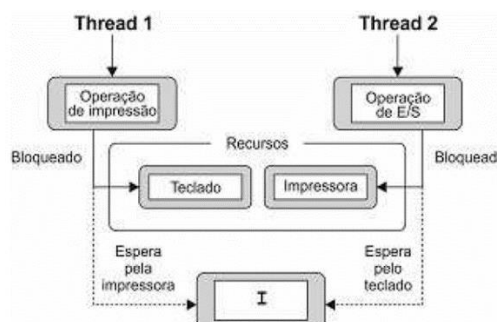 Thread 1
Thread 2
Operação
de impressão
Operação
de E/S
Bloqueado
Recursos
Bloquead
Teclado
Impressora
Espera
pela
impressora
Espera
pelo
teclado
I